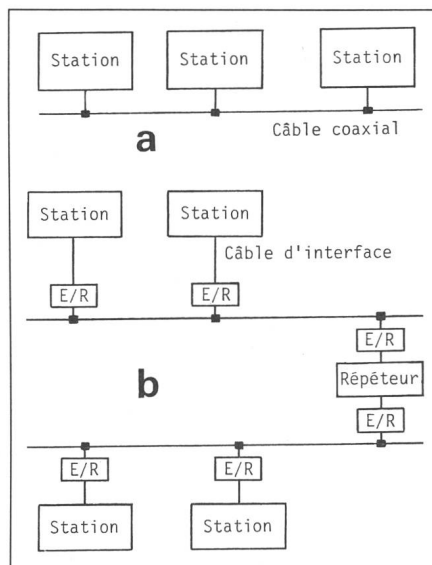 Station Station Station
Câble coaxial
a
Station Station
Câble d'interface
E/R E/R
E/R
Répéteur
b
E/R
E/R E/R
Station Station